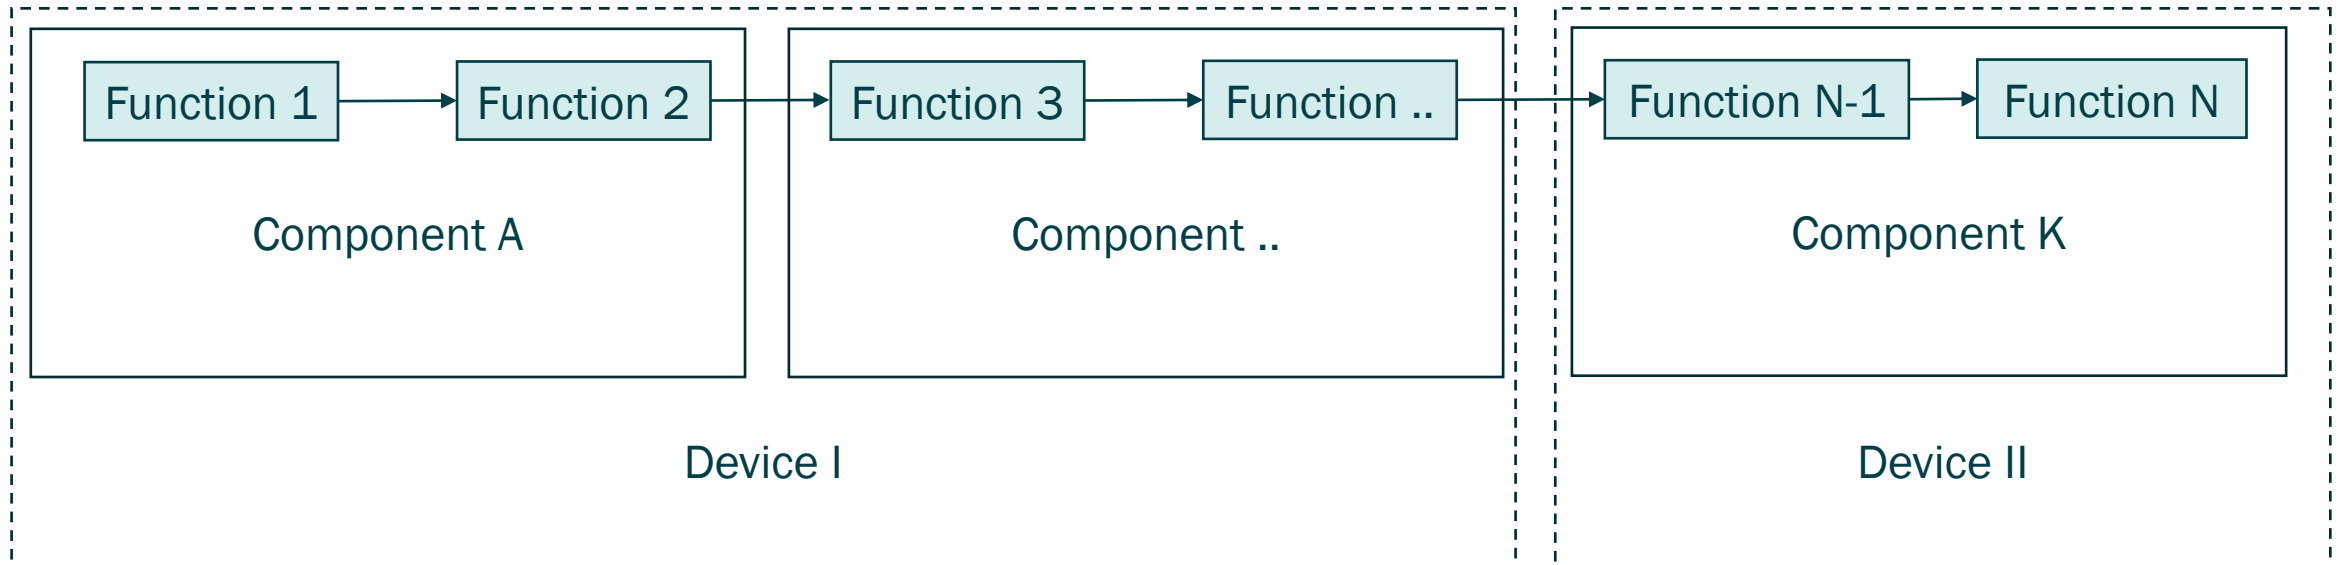 Function 1
Function 2
Function 3
Function ..
Function N-1
Function N
Component A
Component ..
Component K
Device I
Device II